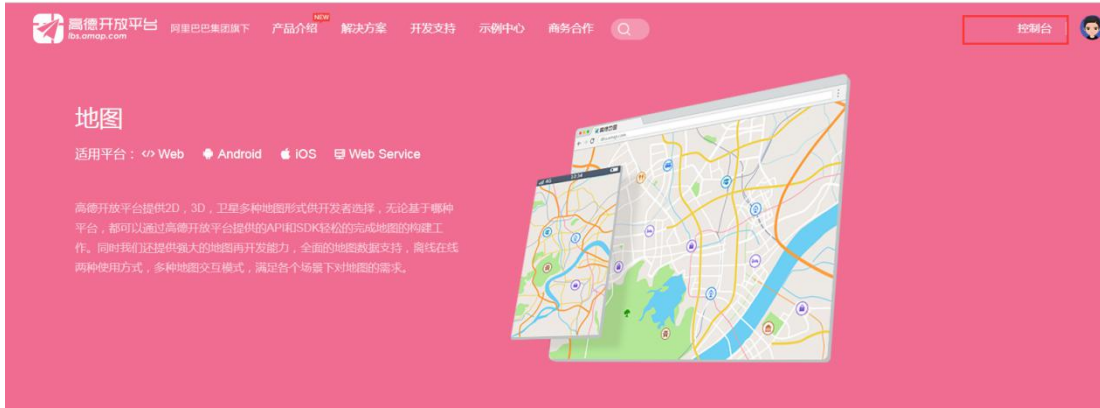 高德开放平台
lbs.amap.com
阿里巴巴集团旗下
产品介绍
NEW
解决方案
开发支持
示例中心
商务合作
控制台
地图
适用平台：</> Web Android iOS Web Service
高德开放平台提供2D，3D，卫星多种地图形式供开发者选择，无论基于哪种
平台，都可以通过高德开放平台提供的API和SDK轻松的完成地图的构建工
作。同时我们还提供强大的地图再开发能力，全面的地图数据支持，离线在线
两种使用方式，多种地图交互模式，满足各个场景下对地图的需求。
4G
12:34